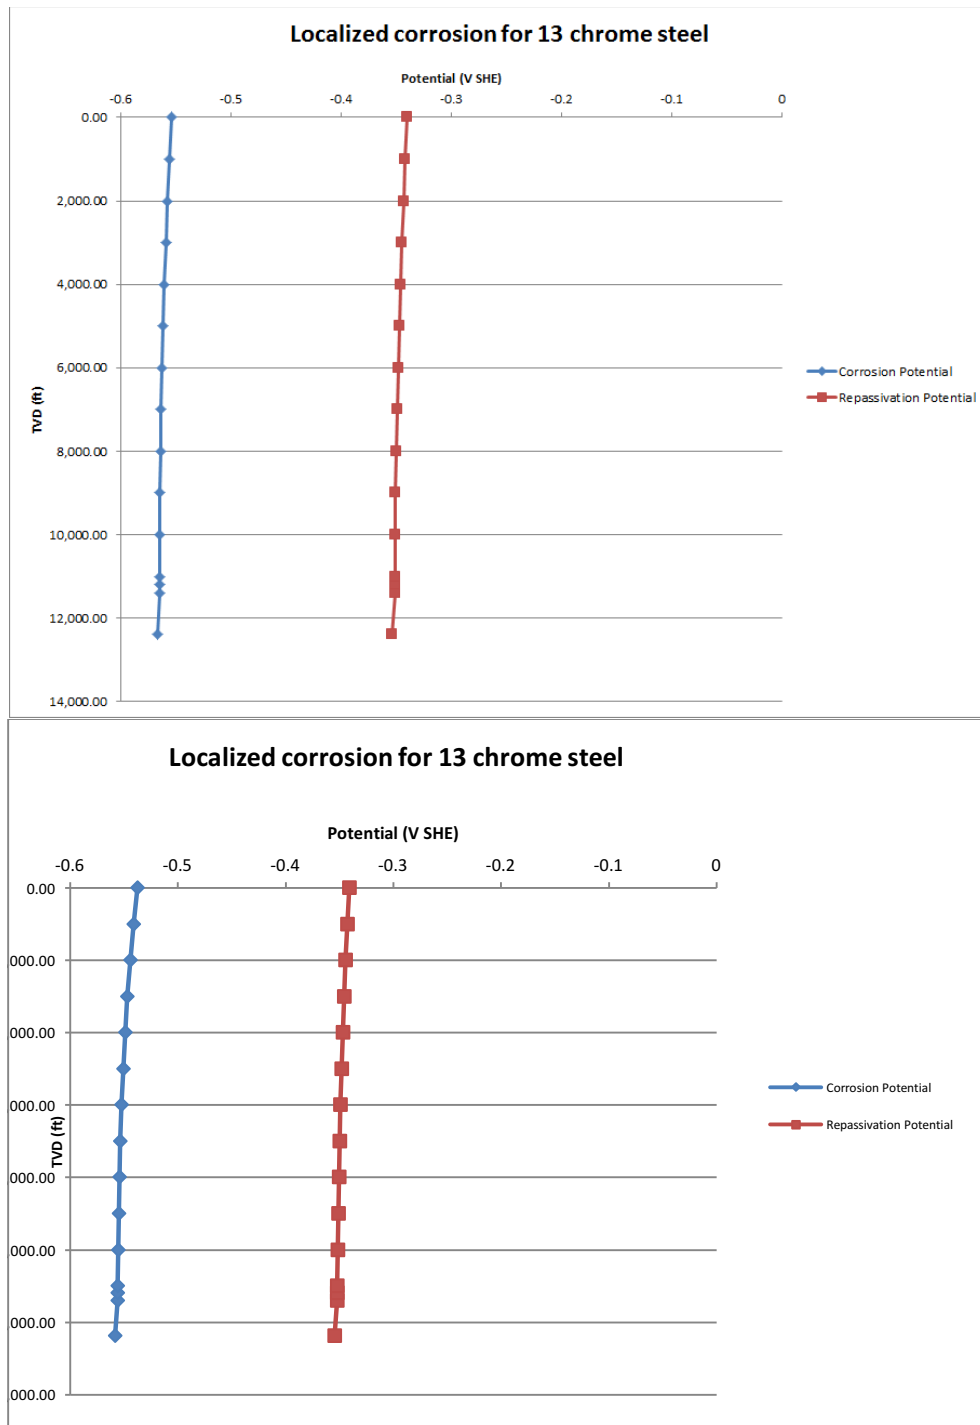 Localized corrosion for 13 chrome steel
Potential (V SHE)
-0.6 -0.5 -0.4 -0.3 -0.2 -0.1 0
0.00
2,000.00
4,000.00
6,000.00
Corrosion Potential
TVD (ft)
Repassivation Potential
8,000.00
10,000.00
12,000.00
14,000.00
Localized corrosion for 13 chrome steel
Potential (V SHE)
-0.6 -0.5 -0.4 -0.3 -0.2 -0.1 0
0.00
,000.00
,000.00
,000.00
Corrosion Potential
TVD (ft)
Repassivation Potential
,000.00
,000.00
,000.00
,000.00